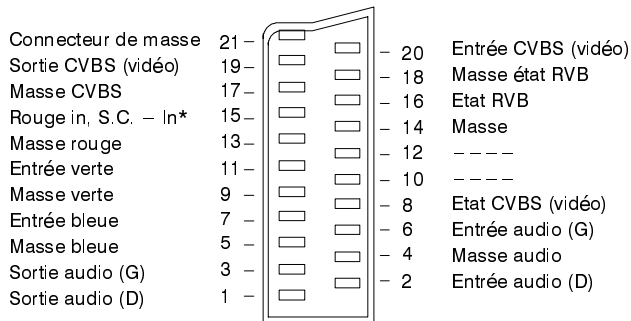 Connecteur de masse 21 –
Sortie CVBS (vidéo) 19 –
Masse CVBS 17 –
Rouge in, S.C. – In* 15 –
Masse rouge 13 –
Entrée verte 11 –
Masse verte 9 –
Entrée bleue 7 –
Masse bleue 5 –
Sortie audio (G) 3 –
Sortie audio (D) 1 –
– 20 Entrée CVBS (vidéo)
– 18 Masse état RVB
– 16 Etat RVB
– 14 Masse
– 12 – – – –
– 10 – – – –
– 8 Etat CVBS (vidéo)
– 6 Entrée audio (G)
– 4 Masse audio
– 2 Entrée audio (D)